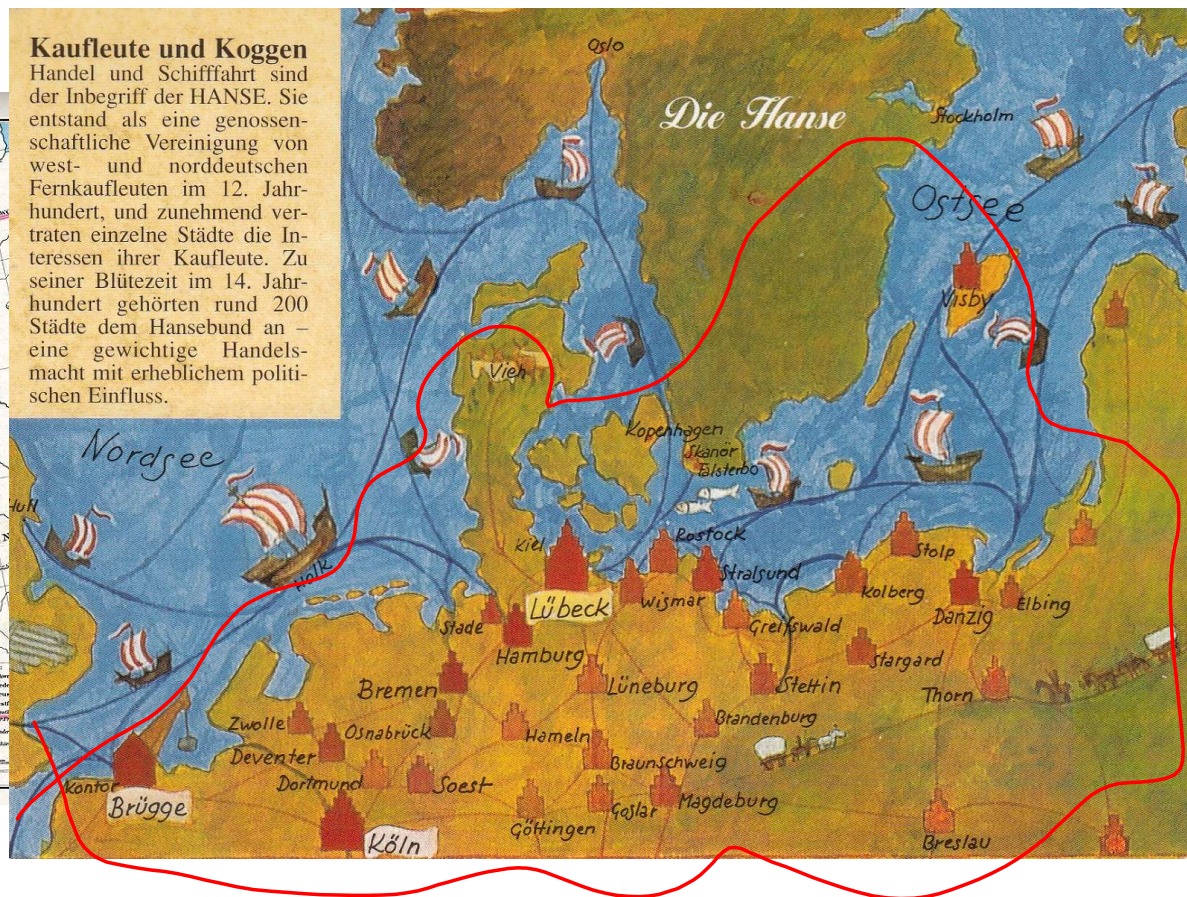 Kaufleute und Koggen
Handel und Schifffahrt sind
der Inbegriff der HANSE. Sie
entstand als eine genossen-
schaftliche Vereinigung von
west- und norddeutschen
Fernkaufleuten im 12. Jahr-
hundert, und zunehmend ver-
traten einzelne Städte die In-
teressen ihrer Kaufleute. Zu
seiner Blütezeit im 14. Jahr-
hundert gehörten rund 200
Städte dem Hansebund an –
eine gewichtige Handels-
macht mit erheblichem politi-
schen Einfluss.
Oslo
Die Hanse
Stockholm
Ostsee
Visby
Vieh
Nordsee
Kopenhagen
Skanör
Falsterbo
Hull
Holk
Kiel
Rostock
Stolp
Lübeck
Wismar
Stralsund
Kolberg
Danzig
Elbing
Stade
Greifswald
Hamburg
Stargard
Bremen
Lüneburg
Stettin
Thorn
Zwolle
Osnabrück
Hameln
Brandenburg
Deventer
Braunschweig
Kontor
Dortmund
Soest
Brügge
Göttingen
Goslar
Magdeburg
Köln
Breslau